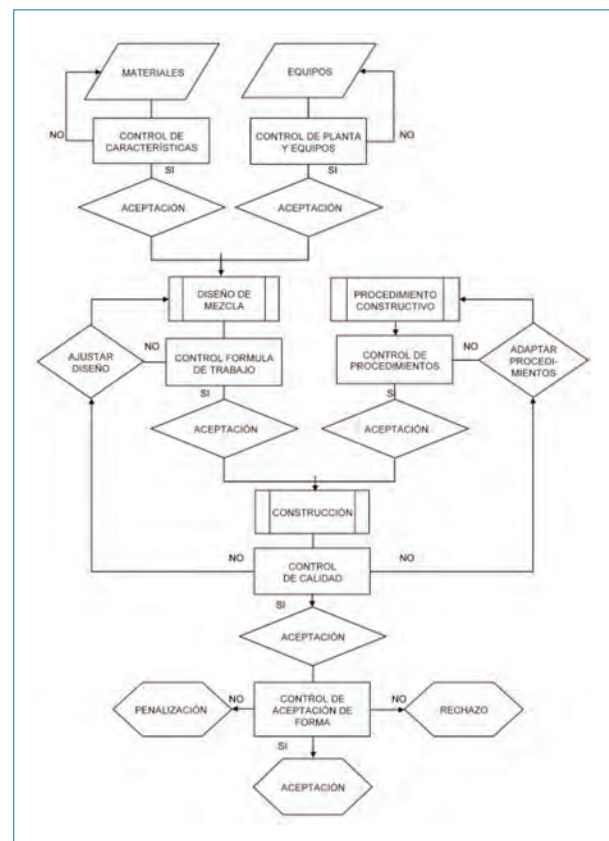 MATERIALES
EQUIPOS
NO
CONTROL DE
CARACTERÍSTICAS
CONTROL DE PLANTA
Y EQUIPOS
NO
SI
SI
ACEPTACIÓN
ACEPTACIÓN
DISEÑO DE
MEZCLA
PROCEDIMIENTO
CONSTRUCTIVO
AJUSTAR
DISEÑO
NO
CONTROL FORMULA
DE TRABAJO
CONTROL DE
PROCEDIMIENTOS
NO
ADAPTAR
PROCEDI-
MIENTOS
SI
SI
ACEPTACIÓN
ACEPTACIÓN
CONSTRUCCIÓN
NO
CONTROL
DE CALIDAD
NO
SI
ACEPTACIÓN
PENALIZACIÓN
NO
CONTROL DE
ACEPTACIÓN DE
FORMA
NO
RECHAZO
SI
ACEPTACIÓN